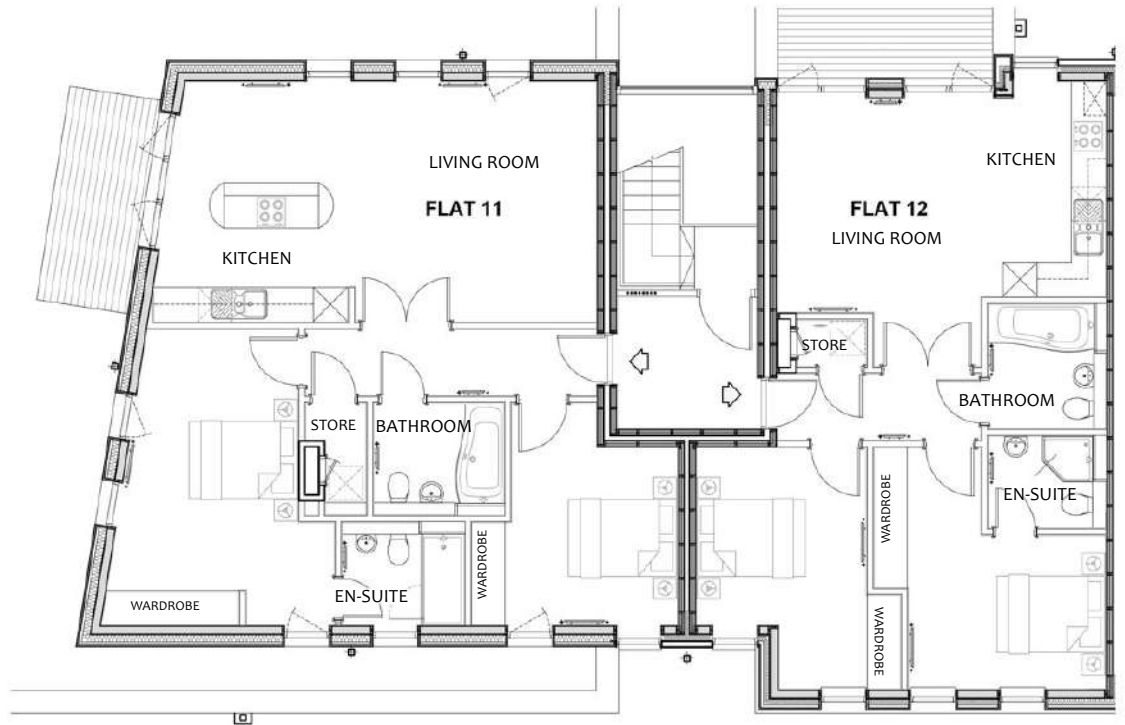 LIVING ROOM
FLAT 11
KITCHEN
STORE
BATHROOM
EN-SUITE
WARDROBE
WARDROBE
KITCHEN
FLAT 12
LIVING ROOM
STORE
BATHROOM
EN-SUITE
WARDROBE
WARDROBE